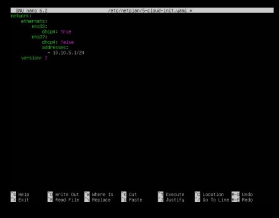 GNU nano 6.2 /etc/netplan/5-cloud-init.yaml *
network:
ethernets:
ens33:
dhcp4: true
ens37:
dhcp4: false
addresses:
- 10.10.0.1/24
version: 2
^G Help ^O Write Out ^W Where Is ^K Cut ^T Execute ^C Location M-U Undo
^X Exit ^R Read File ^\ Replace ^U Paste ^J Justify ^/ Go To Line M-E Redo